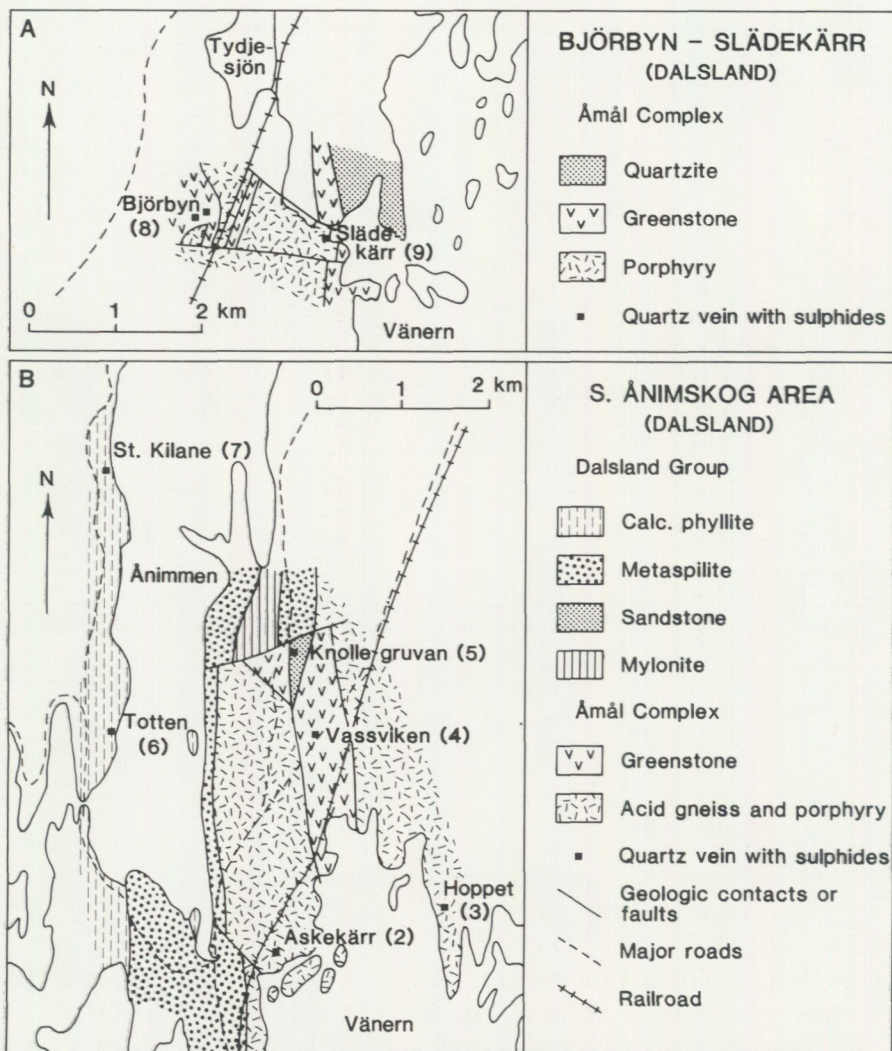 A
Tydje-
sjön
N
Björbyn
(8)
Släde-
kärr (9)
0 1 2 km
Vänern
BJÖRBYN – SLÄDEKÄRR
(DALSLAND)
Åmål Complex
Quartzite
Greenstone
Porphyry
Quartz vein with sulphides
B
0 1 2 km
St. Kilane (7)
N
Ånimmen
Knolle-gruvan (5)
Totten
(6)
Vassviken (4)
Hoppet
(3)
Askekärr (2)
Vänern
S. ÅNIMSKOG AREA
(DALSLAND)
Dalsland Group
Calc. phyllite
Metaspilite
Sandstone
Mylonite
Åmål Complex
Greenstone
Acid gneiss and porphyry
Quartz vein with sulphides
Geologic contacts or
faults
Major roads
Railroad